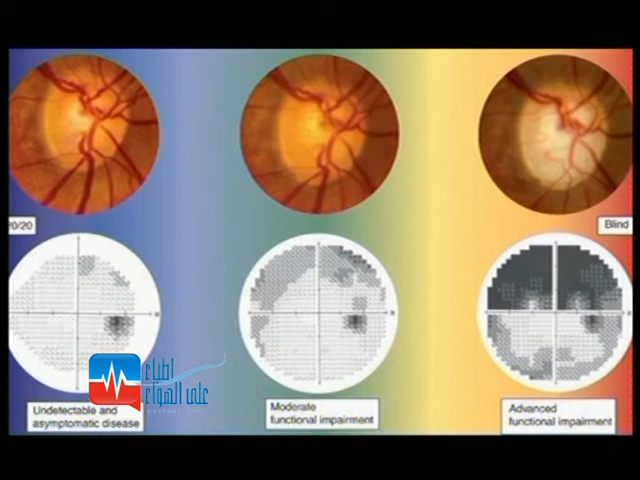 20/20
Blind
اطباء
على الهواء
Undetectable and
asymptomatic disease
Moderate
functional impairment
Advanced
functional impairment